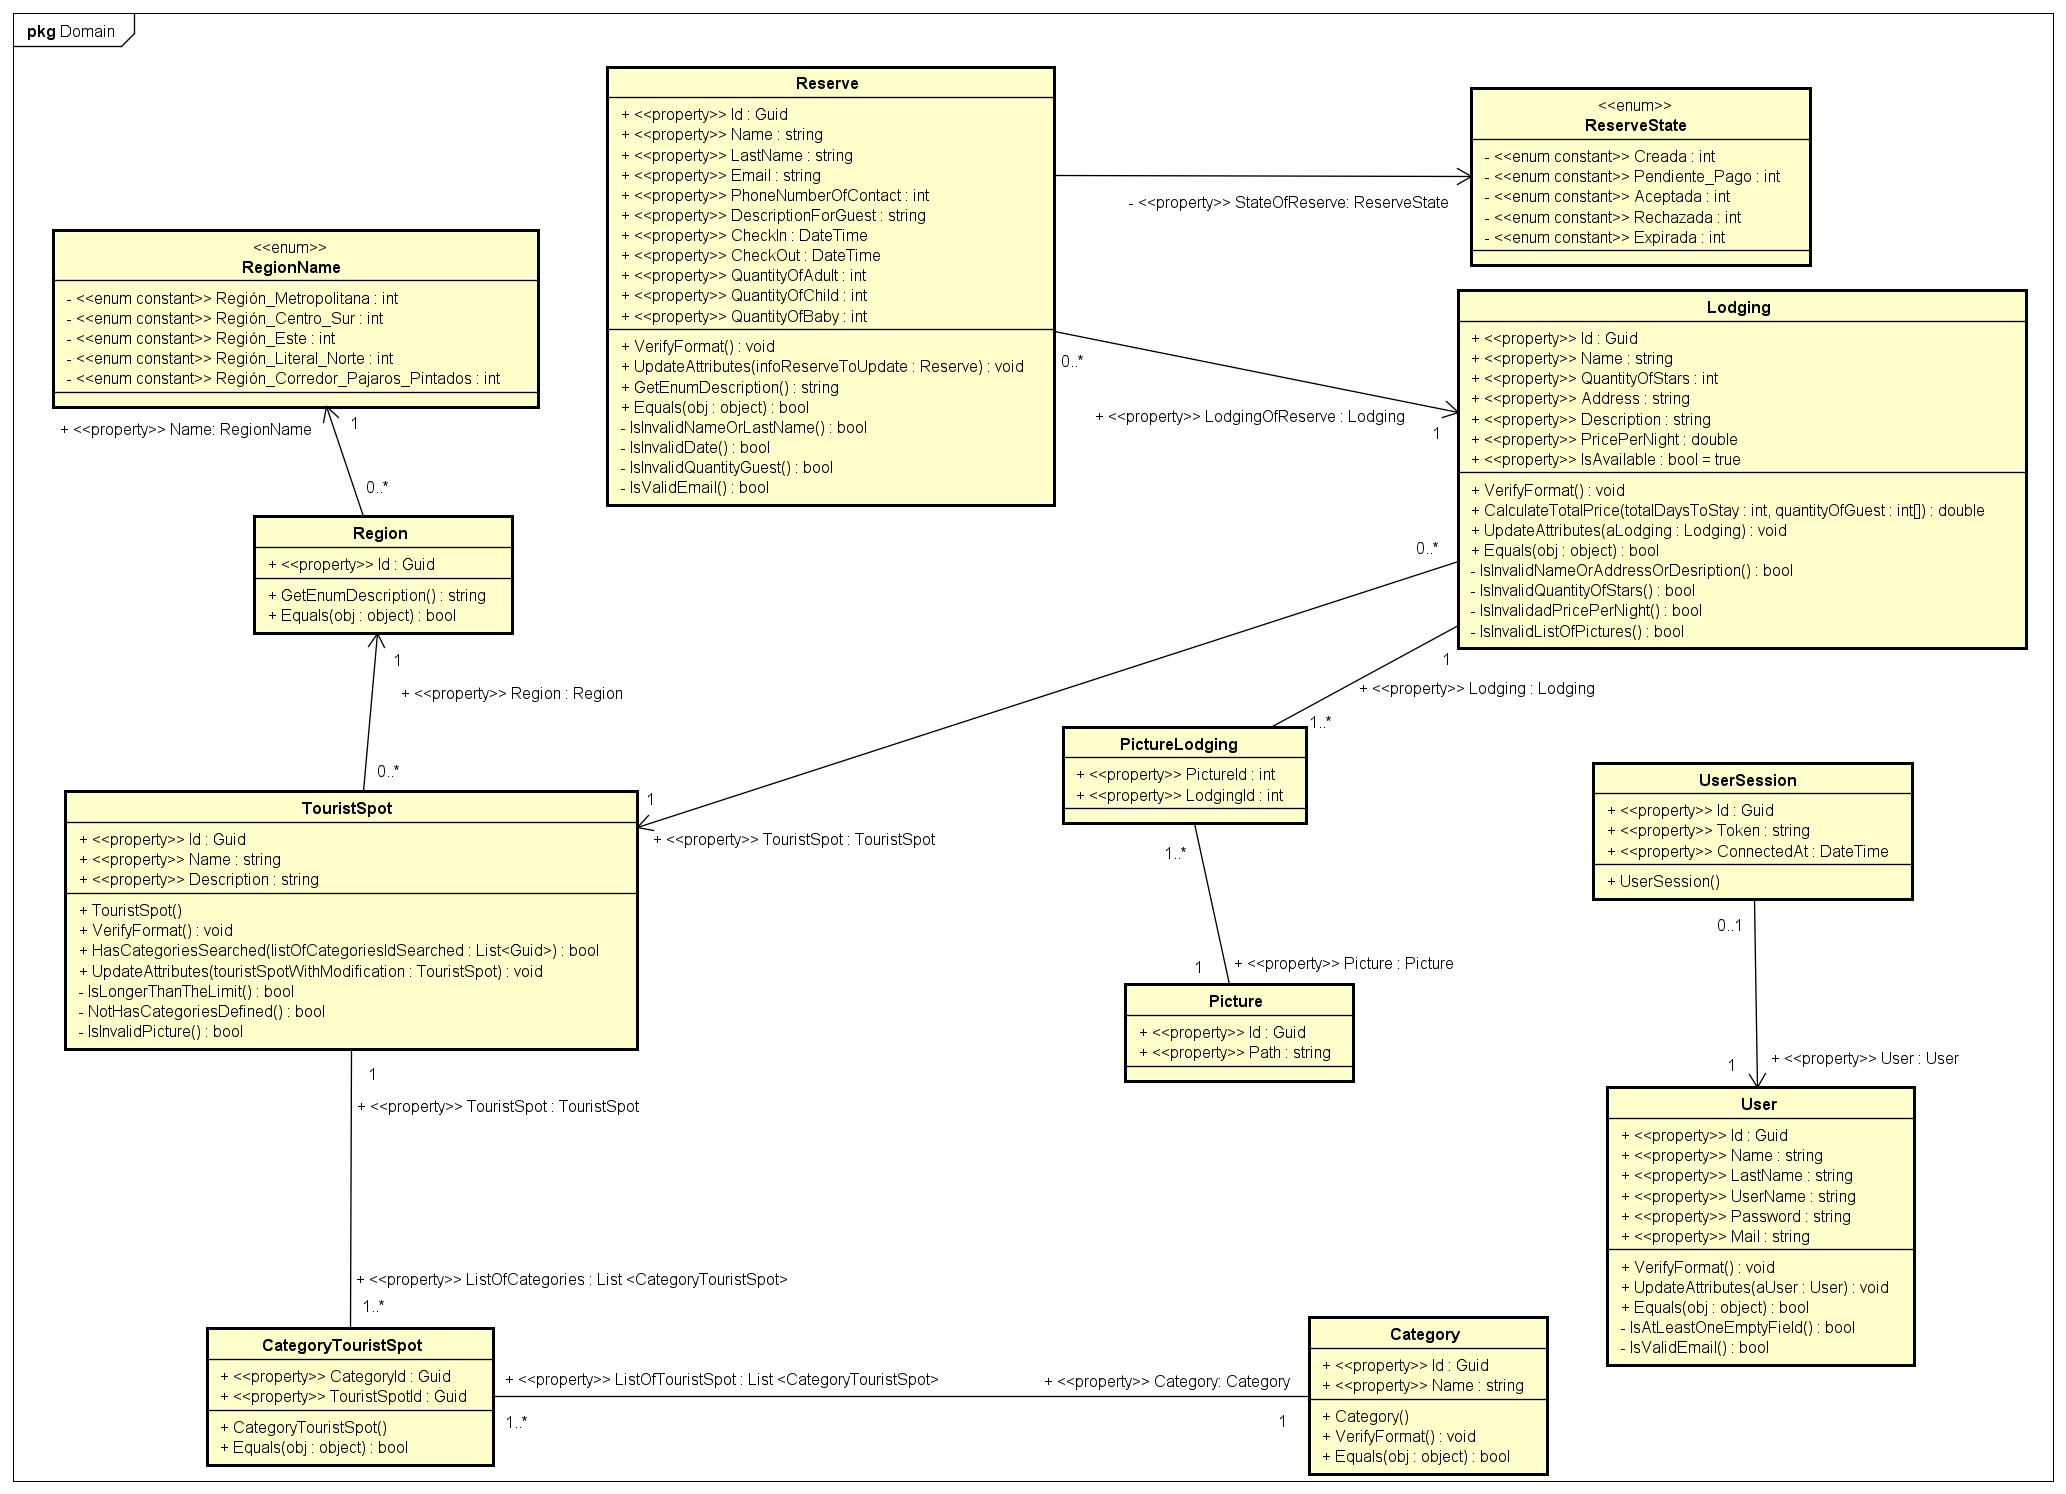 pkg Domain
Reserve
+ <<property>> Id : Guid
+ <<property>> Name : string
+ <<property>> LastName : string
+ <<property>> Email : string
+ <<property>> PhoneNumberOfContact : int
+ <<property>> DescriptionForGuest : string
+ <<property>> CheckIn : DateTime
+ <<property>> CheckOut : DateTime
+ <<property>> QuantityOfAdult : int
+ <<property>> QuantityOfChild : int
+ <<property>> QuantityOfBaby : int
+ VerifyFormat() : void
+ UpdateAttributes(infoReserveToUpdate : Reserve) : void
+ GetEnumDescription() : string
+ Equals(obj : object) : bool
- IsInvalidNameOrLastName() : bool
- IsInvalidDate() : bool
- IsInvalidQuantityGuest() : bool
- IsValidEmail() : bool
<<enum>>
ReserveState
- <<enum constant>> Creada : int
- <<enum constant>> Pendiente_Pago : int
- <<enum constant>> Aceptada : int
- <<enum constant>> Rechazada : int
- <<enum constant>> Expirada : int
- <<property>> StateOfReserve: ReserveState
<<enum>>
RegionName
- <<enum constant>> Región_Metropolitana : int
- <<enum constant>> Región_Centro_Sur : int
- <<enum constant>> Región_Este : int
- <<enum constant>> Región_Literal_Norte : int
- <<enum constant>> Región_Corredor_Pajaros_Pintados : int
+ <<property>> Name: RegionName
1
0..*
0..*
+ <<property>> LodgingOfReserve : Lodging
1
Lodging
+ <<property>> Id : Guid
+ <<property>> Name : string
+ <<property>> QuantityOfStars : int
+ <<property>> Address : string
+ <<property>> Description : string
+ <<property>> PricePerNight : double
+ <<property>> IsAvailable : bool = true
+ VerifyFormat() : void
+ CalculateTotalPrice(totalDaysToStay : int, quantityOfGuest : int[]) : double
+ UpdateAttributes(aLodging : Lodging) : void
+ Equals(obj : object) : bool
- IsInvalidNameOrAddressOrDesription() : bool
- IsInvalidQuantityOfStars() : bool
- IsInvalidadPricePerNight() : bool
- IsInvalidListOfPictures() : bool
Region
+ <<property>> Id : Guid
+ GetEnumDescription() : string
+ Equals(obj : object) : bool
1
+ <<property>> Region : Region
0..*
0..*
1
+ <<property>> TouristSpot : TouristSpot
1
+ <<property>> Lodging : Lodging
1..*
PictureLodging
+ <<property>> PictureId : int
+ <<property>> LodgingId : int
1..*
1
+ <<property>> Picture : Picture
Picture
+ <<property>> Id : Guid
+ <<property>> Path : string
TouristSpot
+ <<property>> Id : Guid
+ <<property>> Name : string
+ <<property>> Description : string
+ TouristSpot()
+ VerifyFormat() : void
+ HasCategoriesSearched(listOfCategoriesIdSearched : List<Guid>) : bool
+ UpdateAttributes(touristSpotWithModification : TouristSpot) : void
- IsLongerThanTheLimit() : bool
- NotHasCategoriesDefined() : bool
- IsInvalidPicture() : bool
UserSession
+ <<property>> Id : Guid
+ <<property>> Token : string
+ <<property>> ConnectedAt : DateTime
+ UserSession()
0..1
1
+ <<property>> User : User
User
+ <<property>> Id : Guid
+ <<property>> Name : string
+ <<property>> LastName : string
+ <<property>> UserName : string
+ <<property>> Password : string
+ <<property>> Mail : string
+ VerifyFormat() : void
+ UpdateAttributes(aUser : User) : void
+ Equals(obj : object) : bool
- IsAtLeastOneEmptyField() : bool
- IsValidEmail() : bool
1
+ <<property>> TouristSpot : TouristSpot
+ <<property>> ListOfCategories : List <CategoryTouristSpot>
1..*
CategoryTouristSpot
+ <<property>> CategoryId : Guid
+ <<property>> TouristSpotId : Guid
+ CategoryTouristSpot()
+ Equals(obj : object) : bool
+ <<property>> ListOfTouristSpot : List <CategoryTouristSpot>
1..*
+ <<property>> Category: Category
1
Category
+ <<property>> Id : Guid
+ <<property>> Name : string
+ Category()
+ VerifyFormat() : void
+ Equals(obj : object) : bool